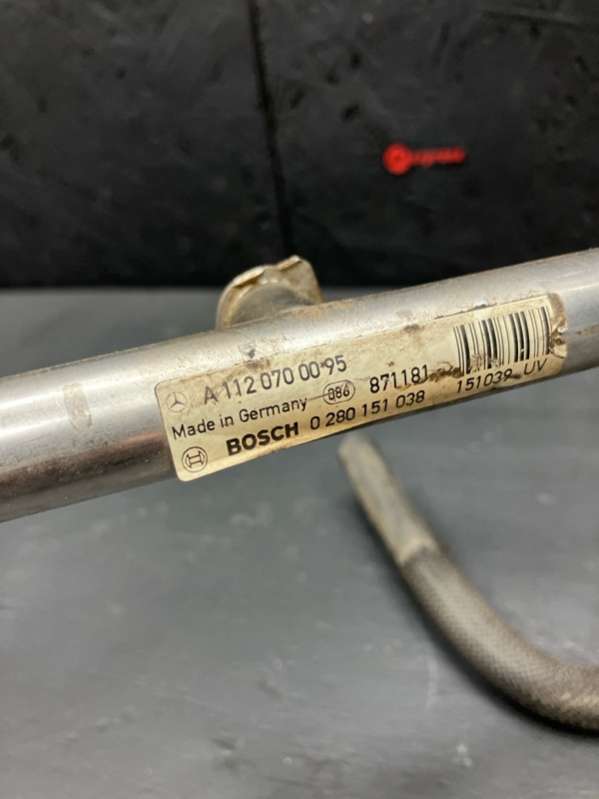 A 112 070 00 95
Made in Germany 086 871181
BOSCH 0 280 151 038 151039 UV